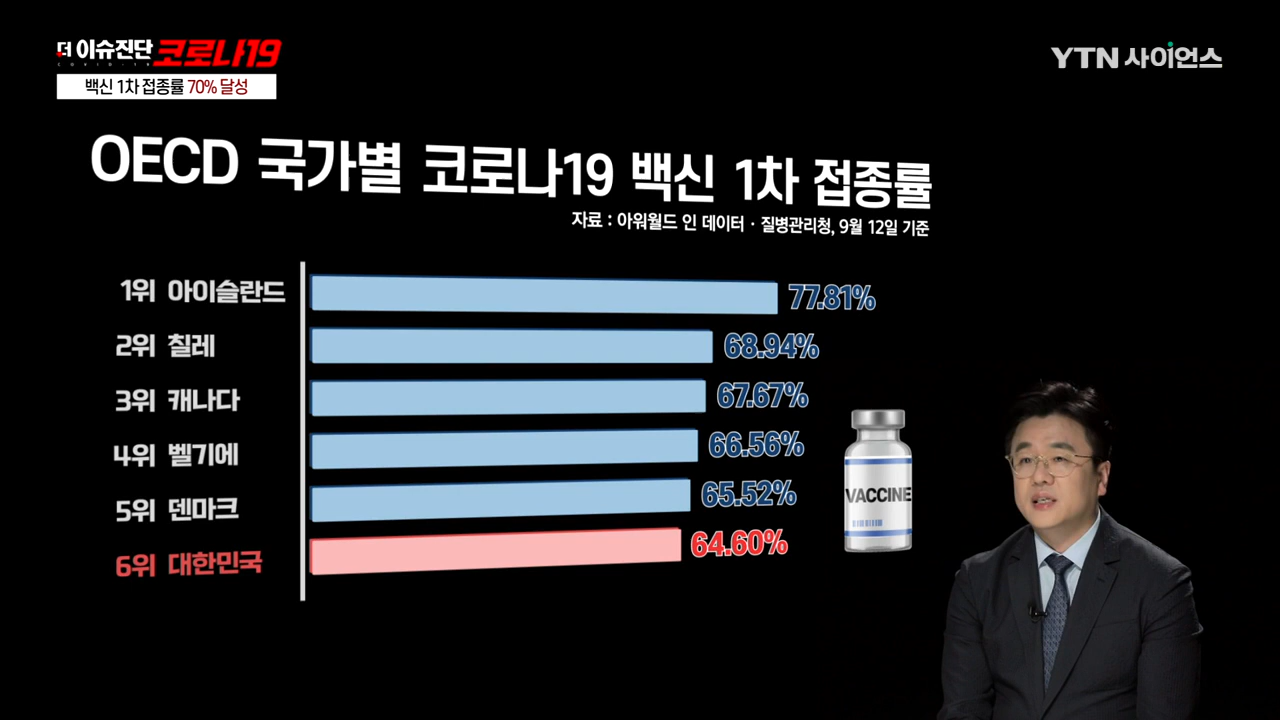 더 이슈진단 코로나19
COVID-19
YTN 사이언스
백신 1차 접종률 70% 달성
OECD 국가별 코로나19 백신 1차 접종률
자료 : 아워월드 인 데이터 · 질병관리청, 9월 12일 기준
1위 아이슬란드 77.81%
2위 칠레 68.94%
3위 캐나다 67.67%
4위 벨기에 66.56%
5위 덴마크 65.52%
6위 대한민국 64.60%
VACCINE